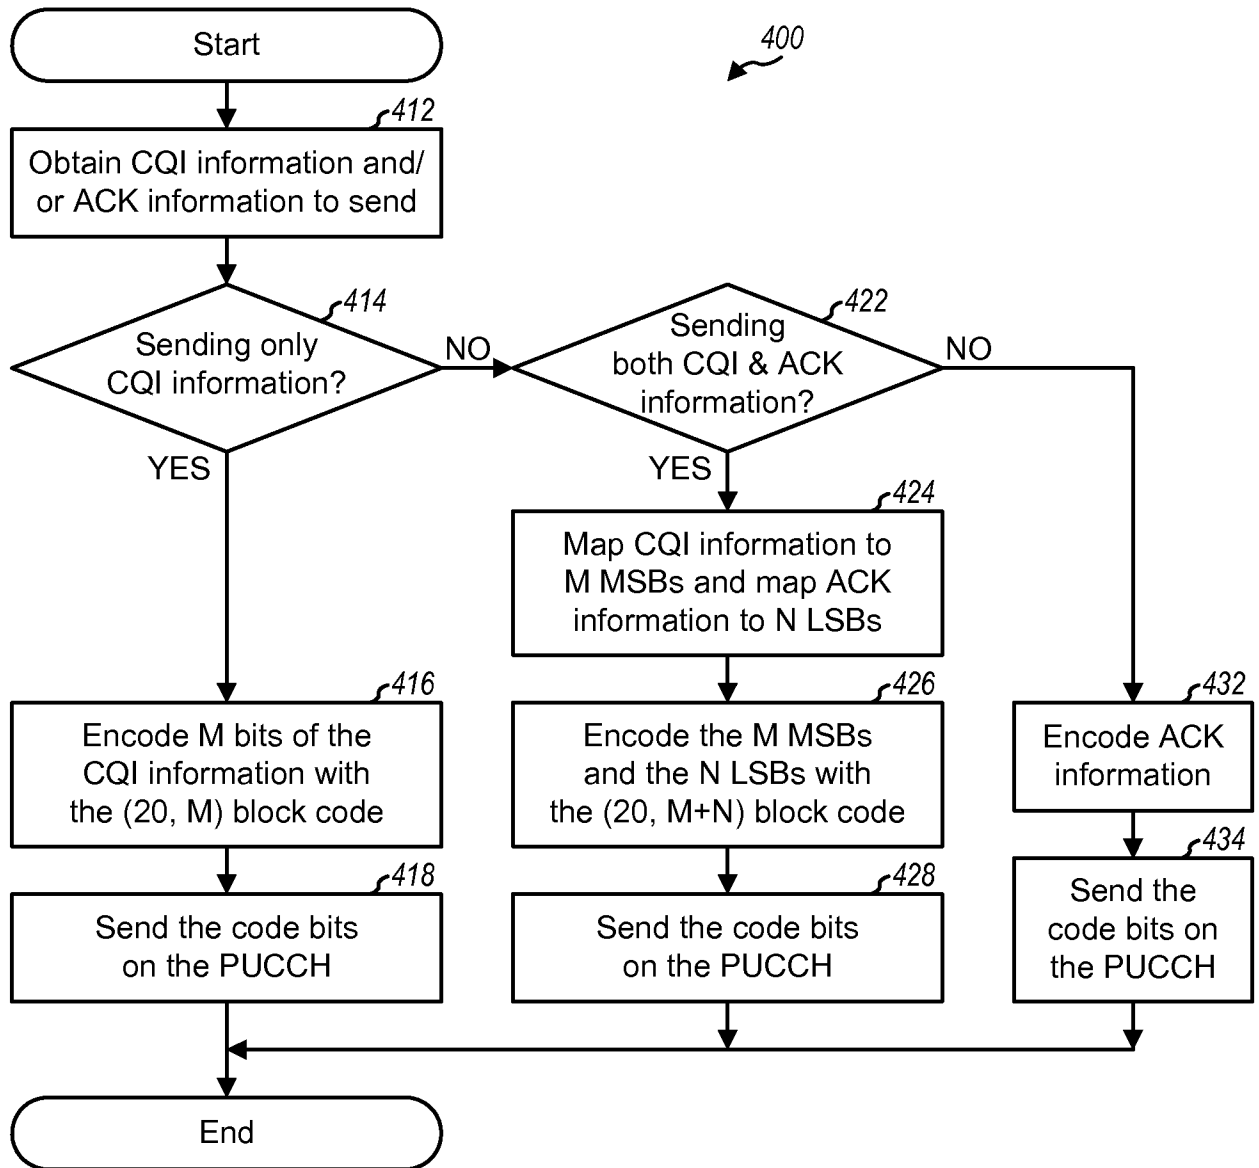 Start
400
412
Obtain CQI information and/
or ACK information to send
414
Sending only
CQI information?
NO
YES
422
Sending
both CQI & ACK
information?
NO
YES
424
Map CQI information to
M MSBs and map ACK
information to N LSBs
416
Encode M bits of the
CQI information with
the (20, M) block code
426
Encode the M MSBs
and the N LSBs with
the (20, M+N) block code
432
Encode ACK
information
418
Send the code bits
on the PUCCH
428
Send the code bits
on the PUCCH
434
Send the
code bits on
the PUCCH
End